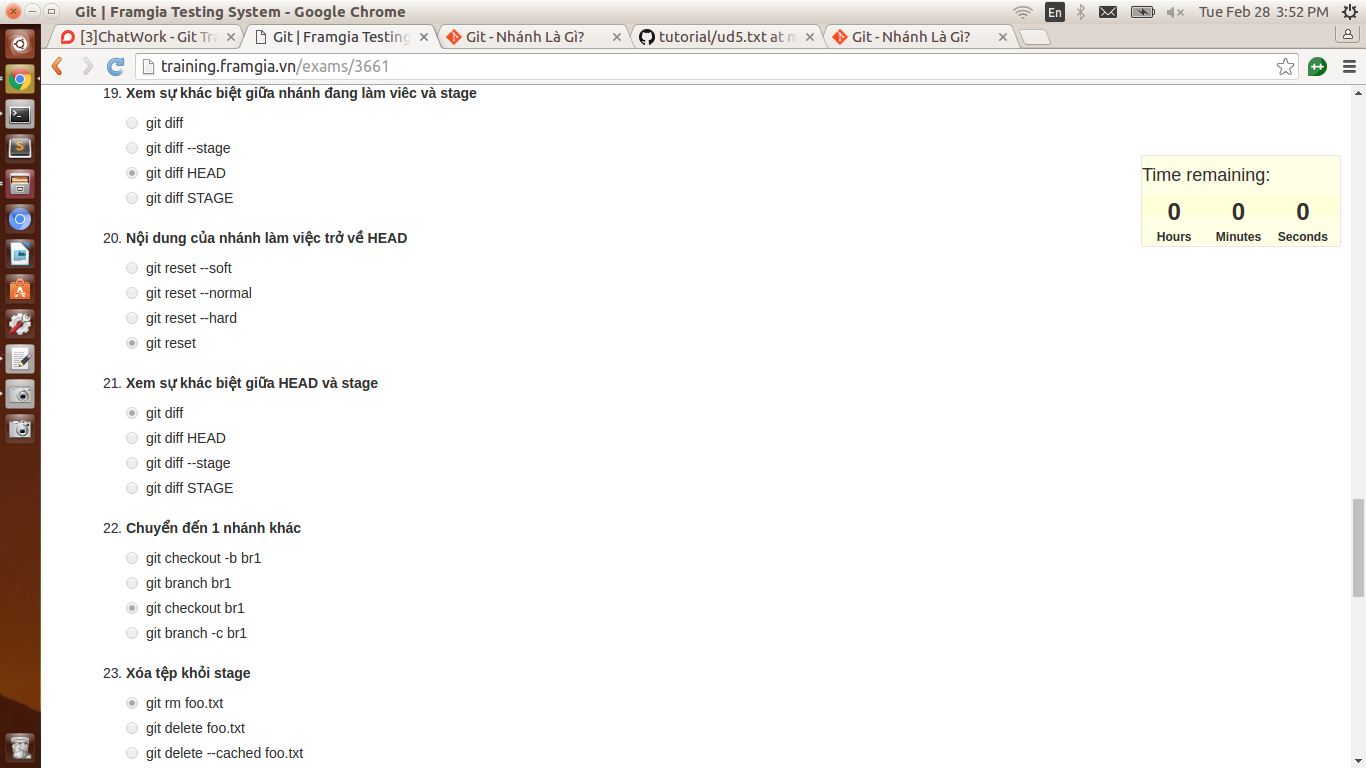 Git | Framgia Testing System - Google Chrome
En
Tue Feb 28 3:52 PM
[3]ChatWork - Git Tra
Git | Framgia Testing
Git - Nhánh Là Gì?
tutorial/ud5.txt at m
Git - Nhánh Là Gì?
training.framgia.vn/exams/3661
19. Xem sự khác biệt giữa nhánh đang làm viêc và stage
git diff
git diff --stage
git diff HEAD
git diff STAGE
Time remaining:
0 0 0
Hours Minutes Seconds
20. Nội dung của nhánh làm việc trở về HEAD
git reset --soft
git reset --normal
git reset --hard
git reset
21. Xem sự khác biệt giữa HEAD và stage
git diff
git diff HEAD
git diff --stage
git diff STAGE
22. Chuyển đến 1 nhánh khác
git checkout -b br1
git branch br1
git checkout br1
git branch -c br1
23. Xóa tệp khỏi stage
git rm foo.txt
git delete foo.txt
git delete --cached foo.txt